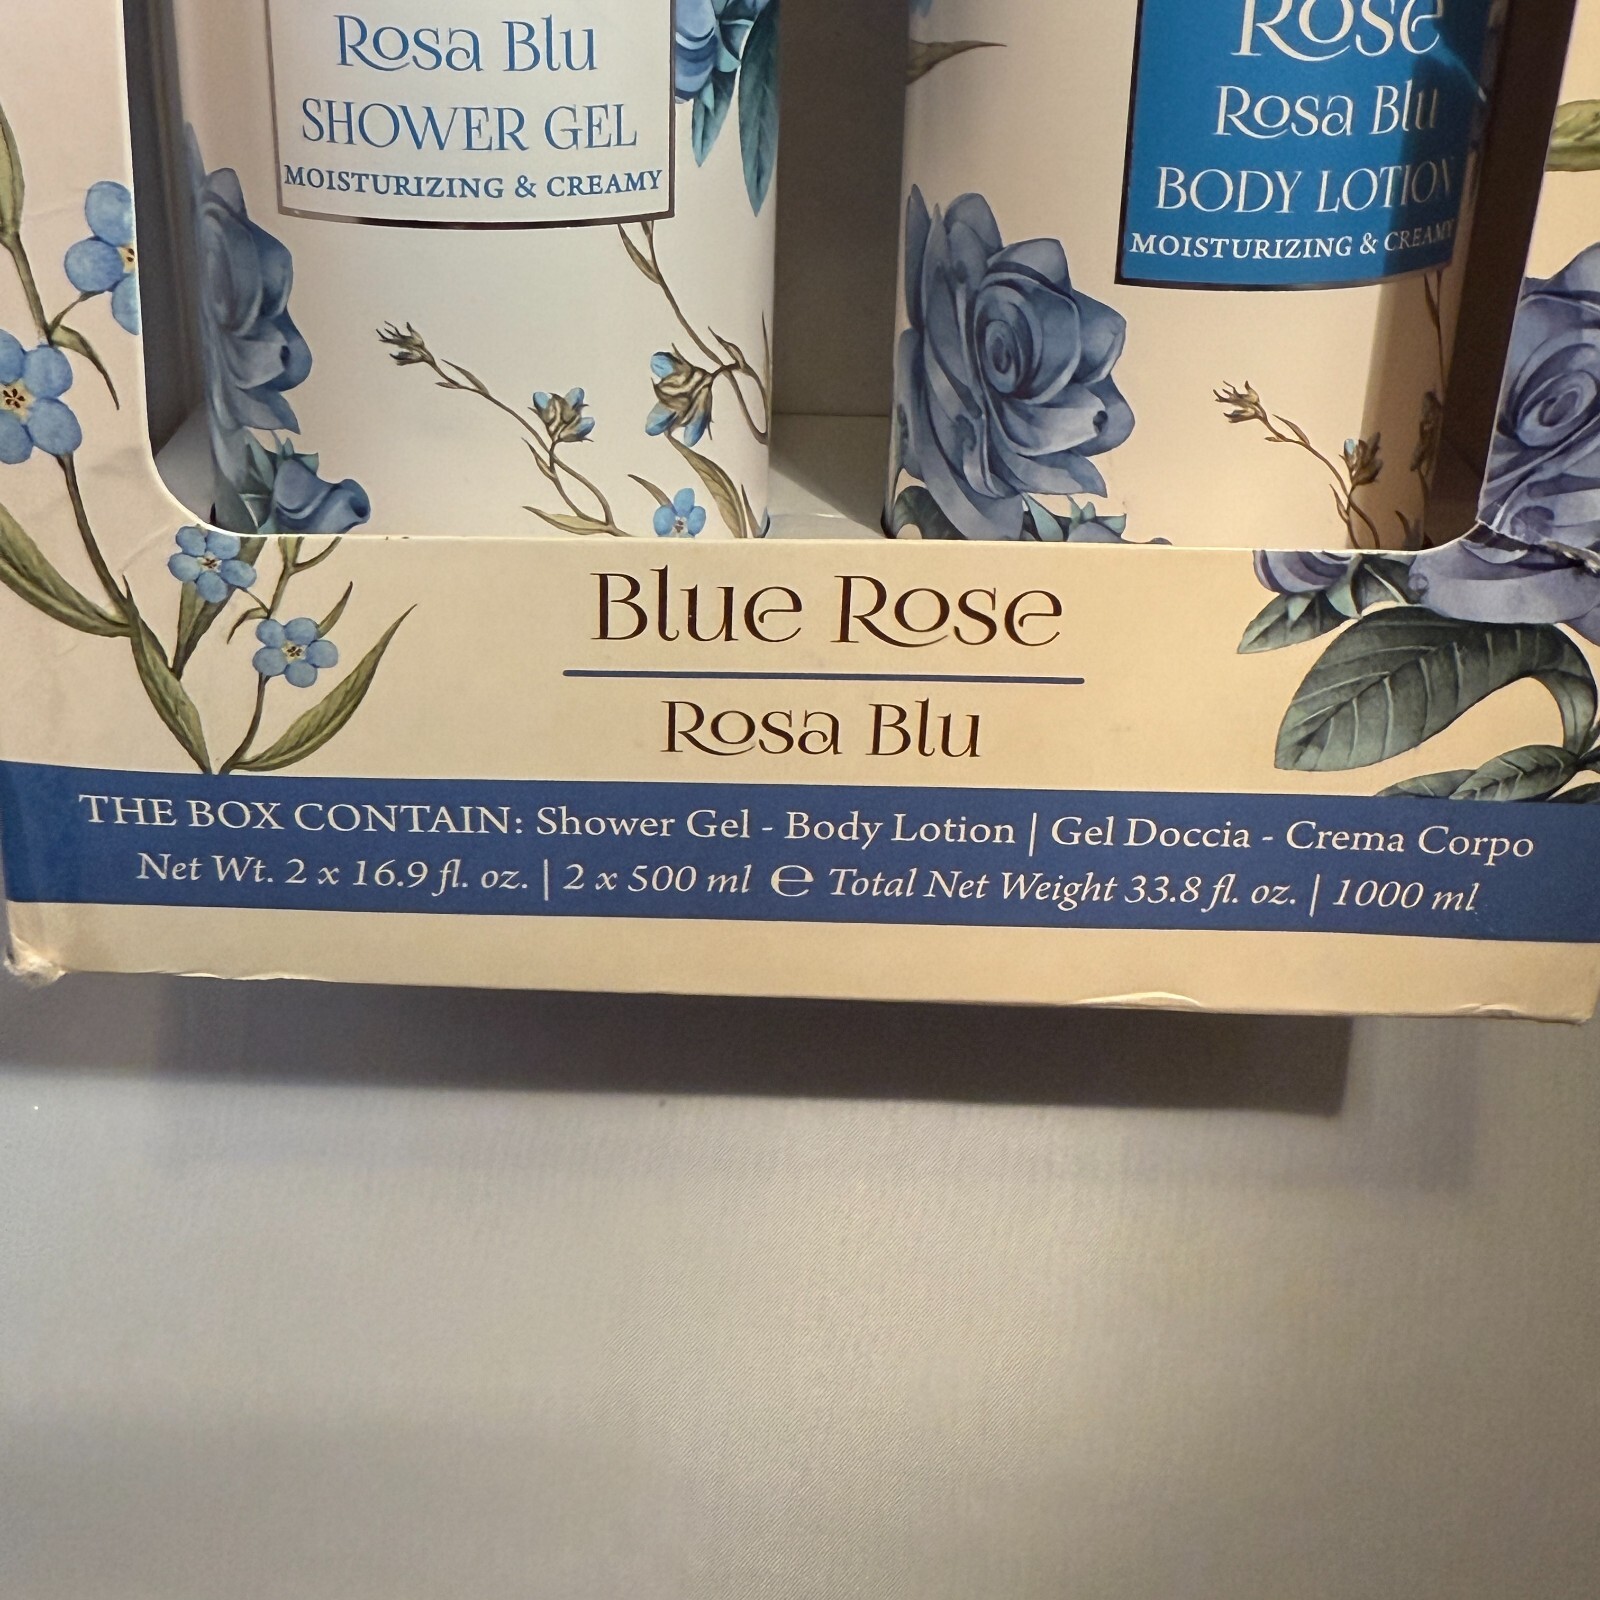 Rosa Blu
SHOWER GEL
MOISTURIZING & CREAMY
Rose
Rosa Blu
BODY LOTION
MOISTURIZING & CREAMY
Blue Rose
Rosa Blu
THE BOX CONTAIN: Shower Gel - Body Lotion | Gel Doccia - Crema Corpo
Net Wt. 2 x 16.9 fl. oz. | 2 x 500 ml ℮ Total Net Weight 33.8 fl. oz. | 1000 ml